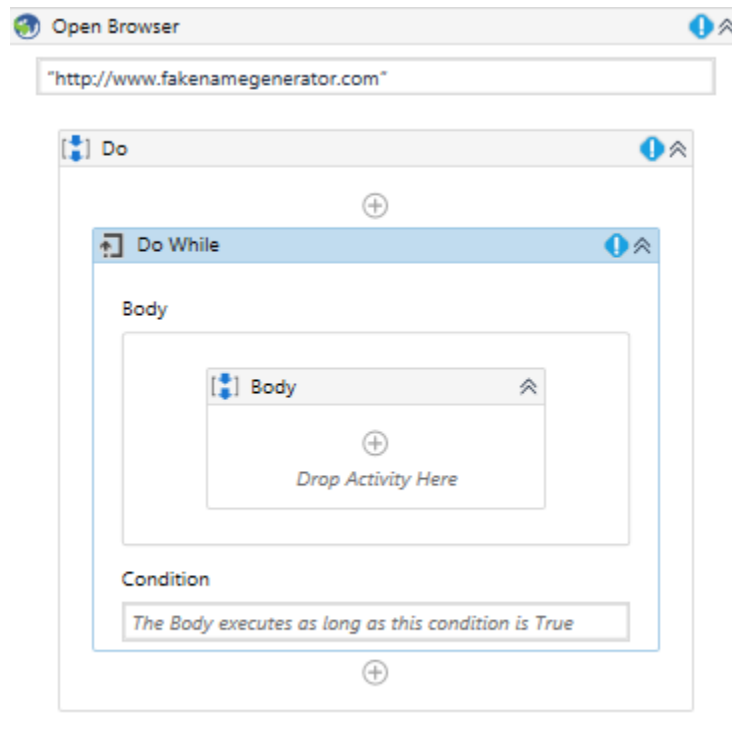 Open Browser
"http://www.fakenamegenerator.com"
Do
Do While
Body
Body
Drop Activity Here
Condition
The Body executes as long as this condition is True